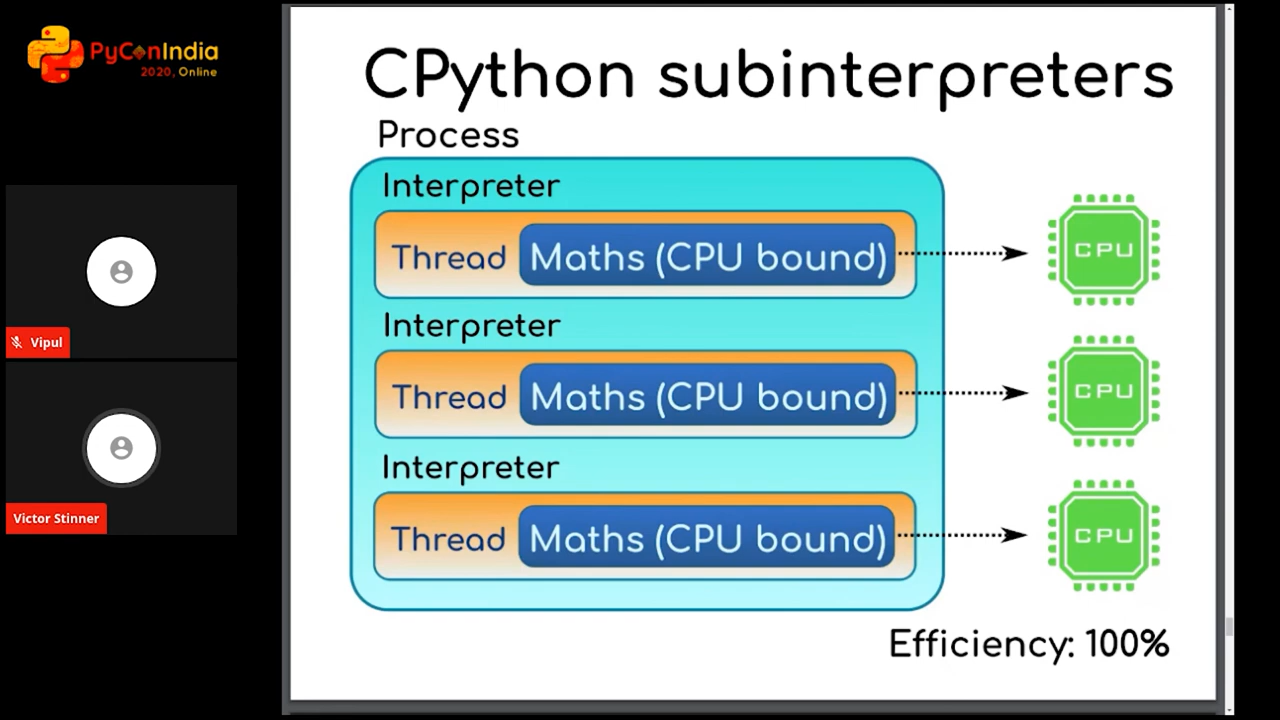 PyConIndia
2020, Online
Vipul
Victor Stinner
CPython subinterpreters
Process
Interpreter
Thread Maths (CPU bound)
CPU
Interpreter
Thread Maths (CPU bound)
CPU
Interpreter
Thread Maths (CPU bound)
CPU
Efficiency: 100%